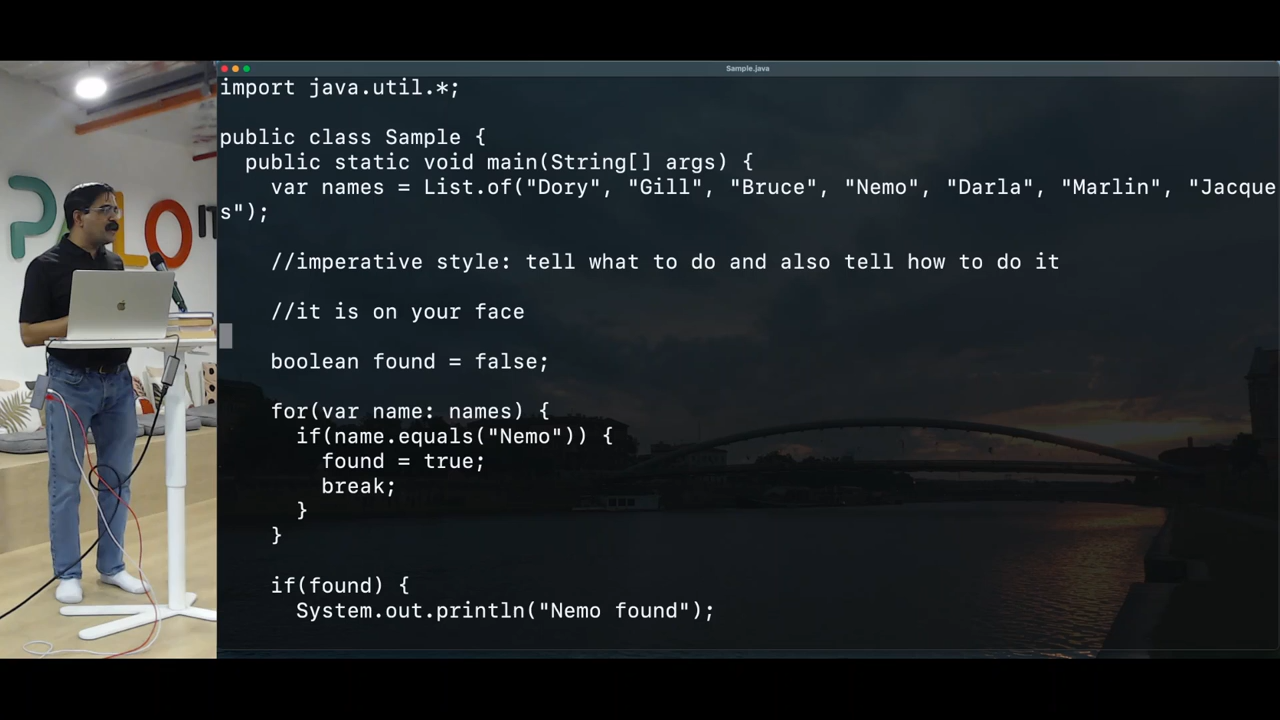 PALO IT
Sample.java
import java.util.*;
public class Sample {
public static void main(String[] args) {
var names = List.of("Dory", "Gill", "Bruce", "Nemo", "Darla", "Marlin", "Jacque
s");
//imperative style: tell what to do and also tell how to do it
//it is on your face
boolean found = false;
for(var name: names) {
if(name.equals("Nemo")) {
found = true;
break;
}
}
if(found) {
System.out.println("Nemo found");